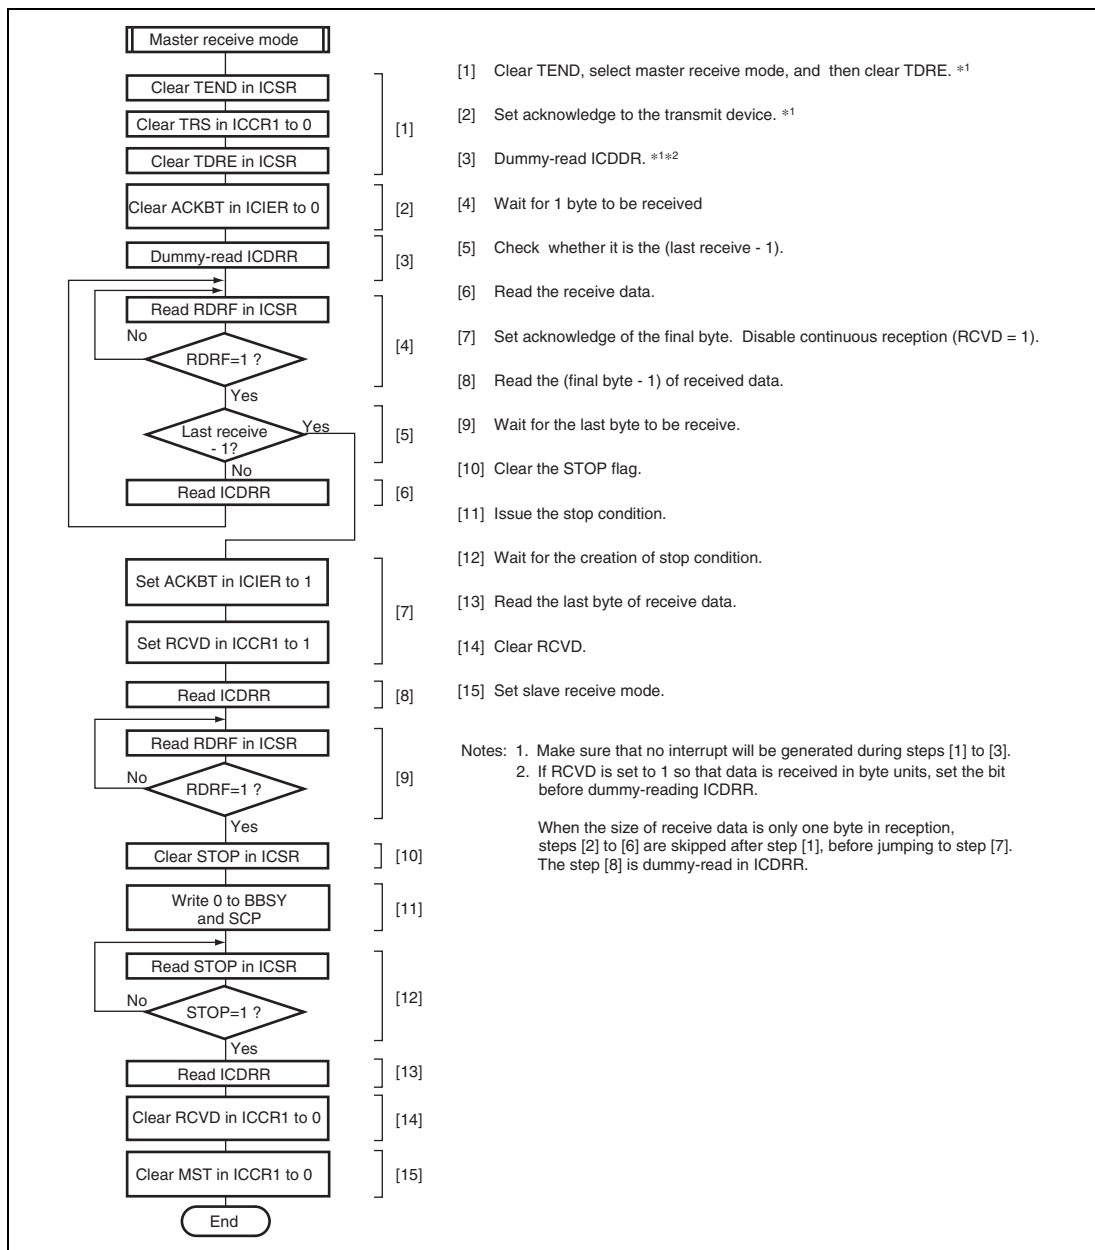 Master receive mode
Clear TEND in ICSR
Clear TRS in ICCR1 to 0
Clear TDRE in ICSR
[1]
Clear ACKBT in ICIER to 0
[2]
Dummy-read ICDRR
[3]
Read RDRF in ICSR
No
RDRF=1 ?
[4]
Yes
Last receive
- 1?
Yes
[5]
No
Read ICDRR
[6]
Set ACKBT in ICIER to 1
[7]
Set RCVD in ICCR1 to 1
Read ICDRR
[8]
Read RDRF in ICSR
No
RDRF=1 ?
[9]
Yes
Clear STOP in ICSR
[10]
Write 0 to BBSY
and SCP
[11]
Read STOP in ICSR
No
STOP=1 ?
[12]
Yes
Read ICDRR
[13]
Clear RCVD in ICCR1 to 0
[14]
Clear MST in ICCR1 to 0
[15]
End
[1] Clear TEND, select master receive mode, and then clear TDRE. *1
[2] Set acknowledge to the transmit device. *1
[3] Dummy-read ICDDR. *1*2
[4] Wait for 1 byte to be received
[5] Check whether it is the (last receive - 1).
[6] Read the receive data.
[7] Set acknowledge of the final byte. Disable continuous reception (RCVD = 1).
[8] Read the (final byte - 1) of received data.
[9] Wait for the last byte to be receive.
[10] Clear the STOP flag.
[11] Issue the stop condition.
[12] Wait for the creation of stop condition.
[13] Read the last byte of receive data.
[14] Clear RCVD.
[15] Set slave receive mode.
Notes: 1. Make sure that no interrupt will be generated during steps [1] to [3].
2. If RCVD is set to 1 so that data is received in byte units, set the bit
before dummy-reading ICDRR.
When the size of receive data is only one byte in reception,
steps [2] to [6] are skipped after step [1], before jumping to step [7].
The step [8] is dummy-read in ICDRR.